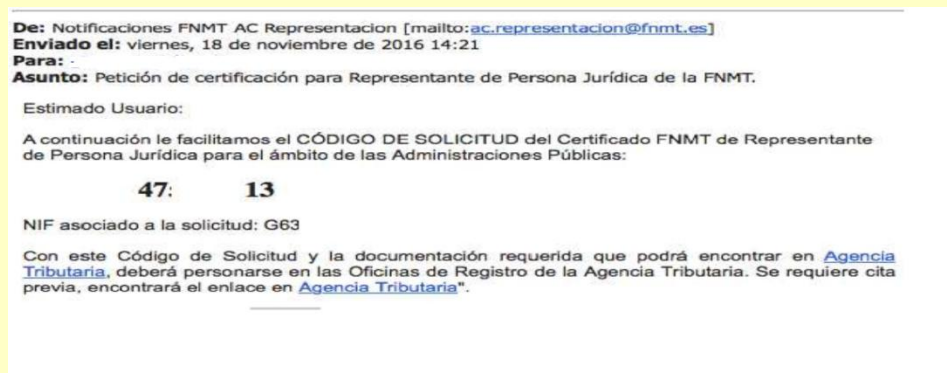 De: Notificaciones FNMT AC Representacion [mailto:ac.representacion@fnmt.es]
Enviado el: viernes, 18 de noviembre de 2016 14:21
Para:
Asunto: Petición de certificación para Representante de Persona Jurídica de la FNMT.
Estimado Usuario:
A continuación le facilitamos el CÓDIGO DE SOLICITUD del Certificado FNMT de Representante
de Persona Jurídica para el ámbito de las Administraciones Públicas:
47: 13
NIF asociado a la solicitud: G63
Con este Código de Solicitud y la documentación requerida que podrá encontrar en Agencia
Tributaria, deberá personarse en las Oficinas de Registro de la Agencia Tributaria. Se requiere cita
previa, encontrará el enlace en Agencia Tributaria".